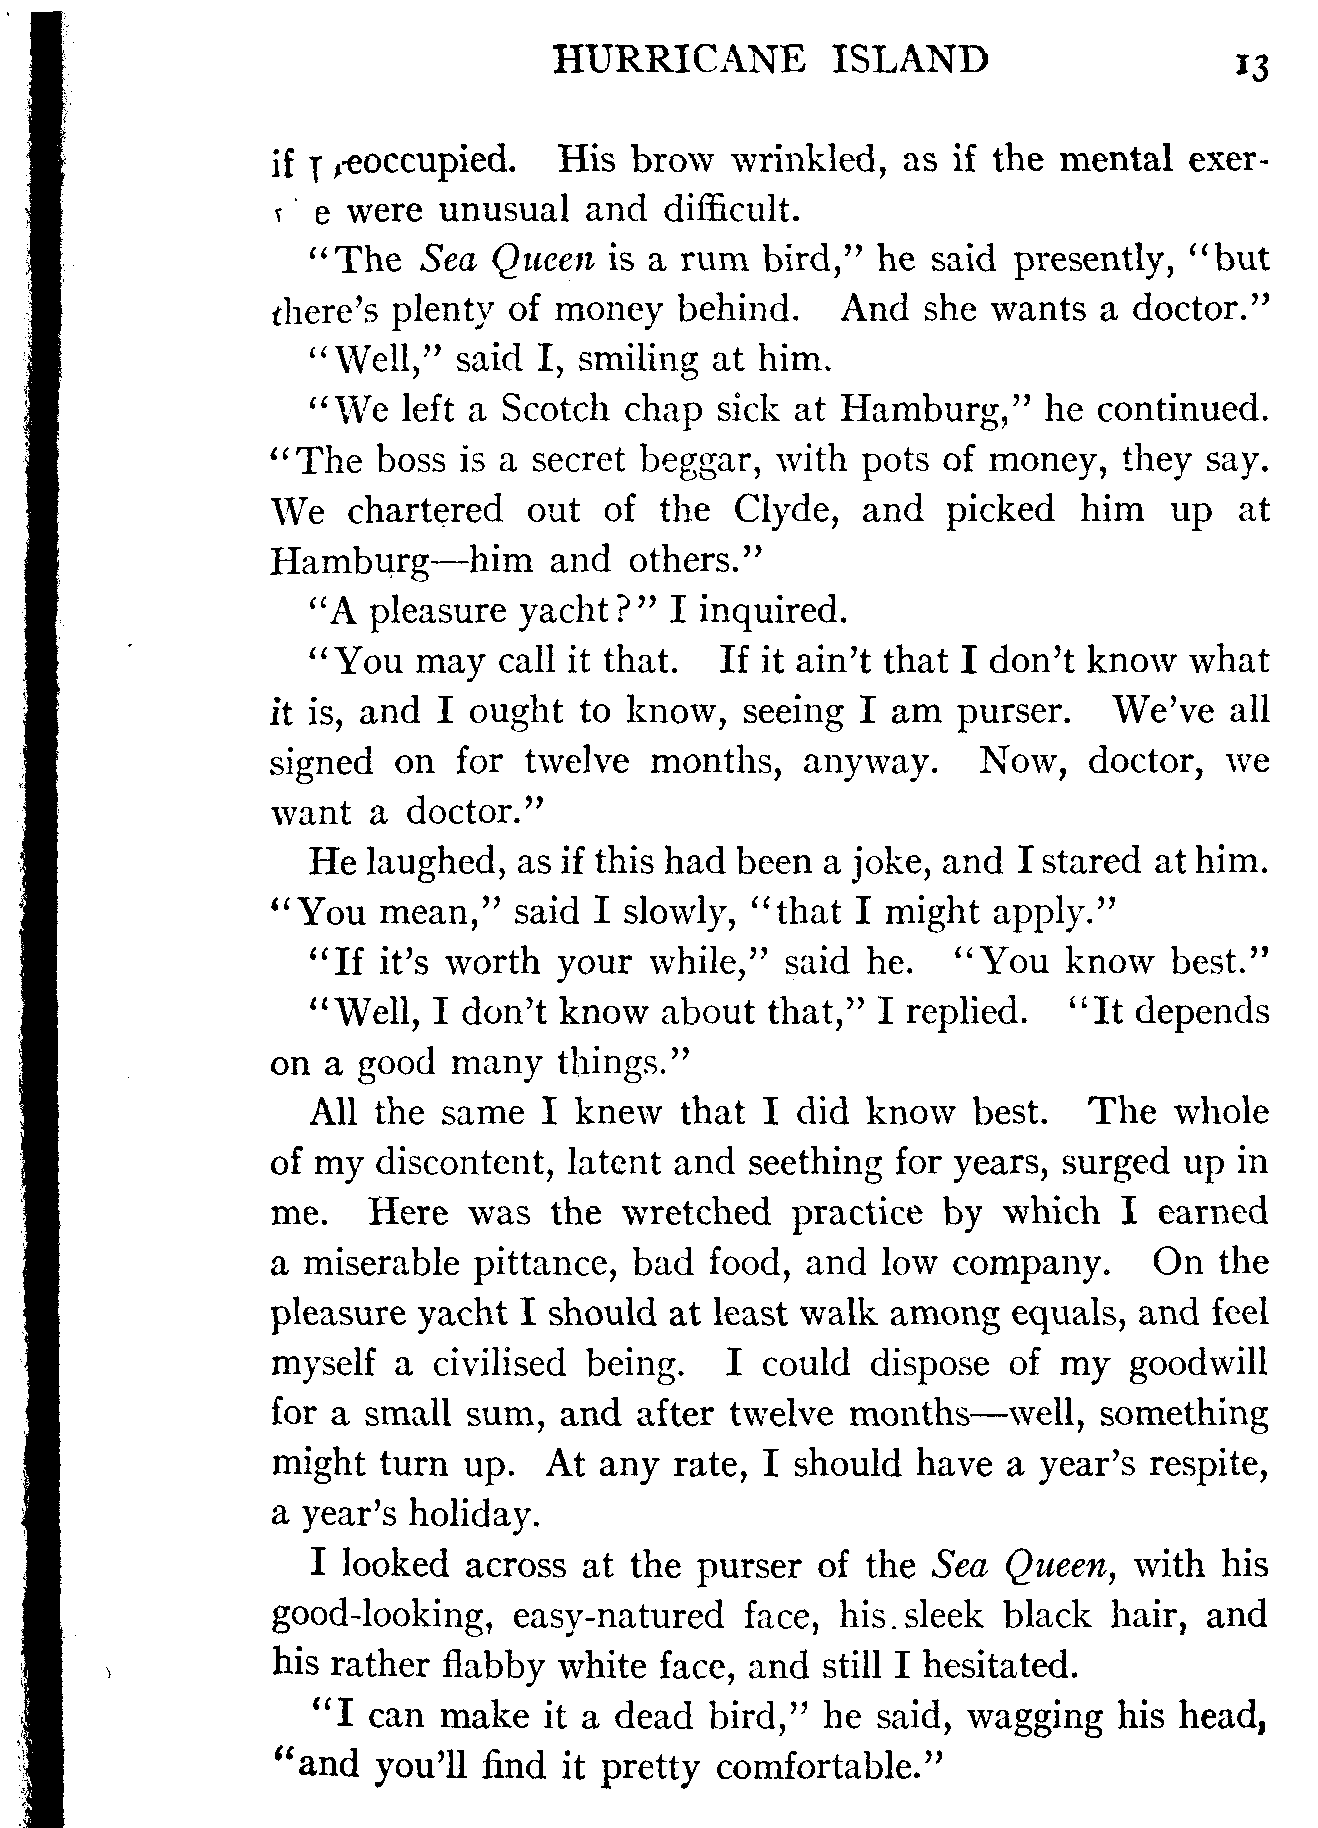 HURRICANE ISLAND 13
if preoccupied. His brow wrinkled, as if the mental exer-
e were unusual and difficult.
"The Sea Queen is a rum bird," he said presently, "but
there's plenty of money behind. And she wants a doctor."
"Well," said I, smiling at him.
"We left a Scotch chap sick at Hamburg," he continued.
"The boss is a secret beggar, with pots of money, they say.
We chartered out of the Clyde, and picked him up at
Hamburg—him and others."
"A pleasure yacht?" I inquired.
"You may call it that. If it ain't that I don't know what
it is, and I ought to know, seeing I am purser. We've all
signed on for twelve months, anyway. Now, doctor, we
want a doctor."
He laughed, as if this had been a joke, and I stared at him.
"You mean," said I slowly, "that I might apply."
"If it's worth your while," said he. "You know best."
"Well, I don't know about that," I replied. "It depends
on a good many things."
All the same I knew that I did know best. The whole
of my discontent, latent and seething for years, surged up in
me. Here was the wretched practice by which I earned
a miserable pittance, bad food, and low company. On the
pleasure yacht I should at least walk among equals, and feel
myself a civilised being. I could dispose of my goodwill
for a small sum, and after twelve months—well, something
might turn up. At any rate, I should have a year's respite,
a year's holiday.
I looked across at the purser of the Sea Queen, with his
good-looking, easy-natured face, his sleek black hair, and
his rather flabby white face, and still I hesitated.
"I can make it a dead bird," he said, wagging his head,
"and you'll find it pretty comfortable."